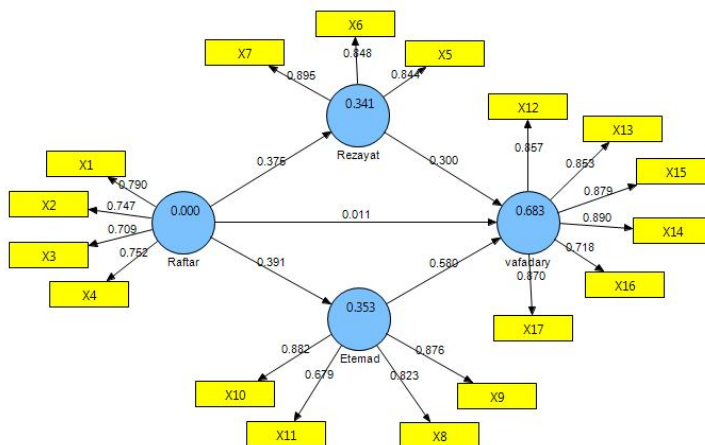 X6
X7
0.848
X5
0.895
0.844
0.341
Rezayat
X12
X13
0.857
0.853
X15
0.375
0.300
X1
0.790
0.879
X2
0.747
0.000
0.011
0.683
0.890
X14
0.709
X3
0.752
Raftar
vafadary
0.718
X16
0.870
X4
0.391
0.580
X17
0.353
Etemad
0.882
0.876
X10
0.679
0.823
X9
X11
X8